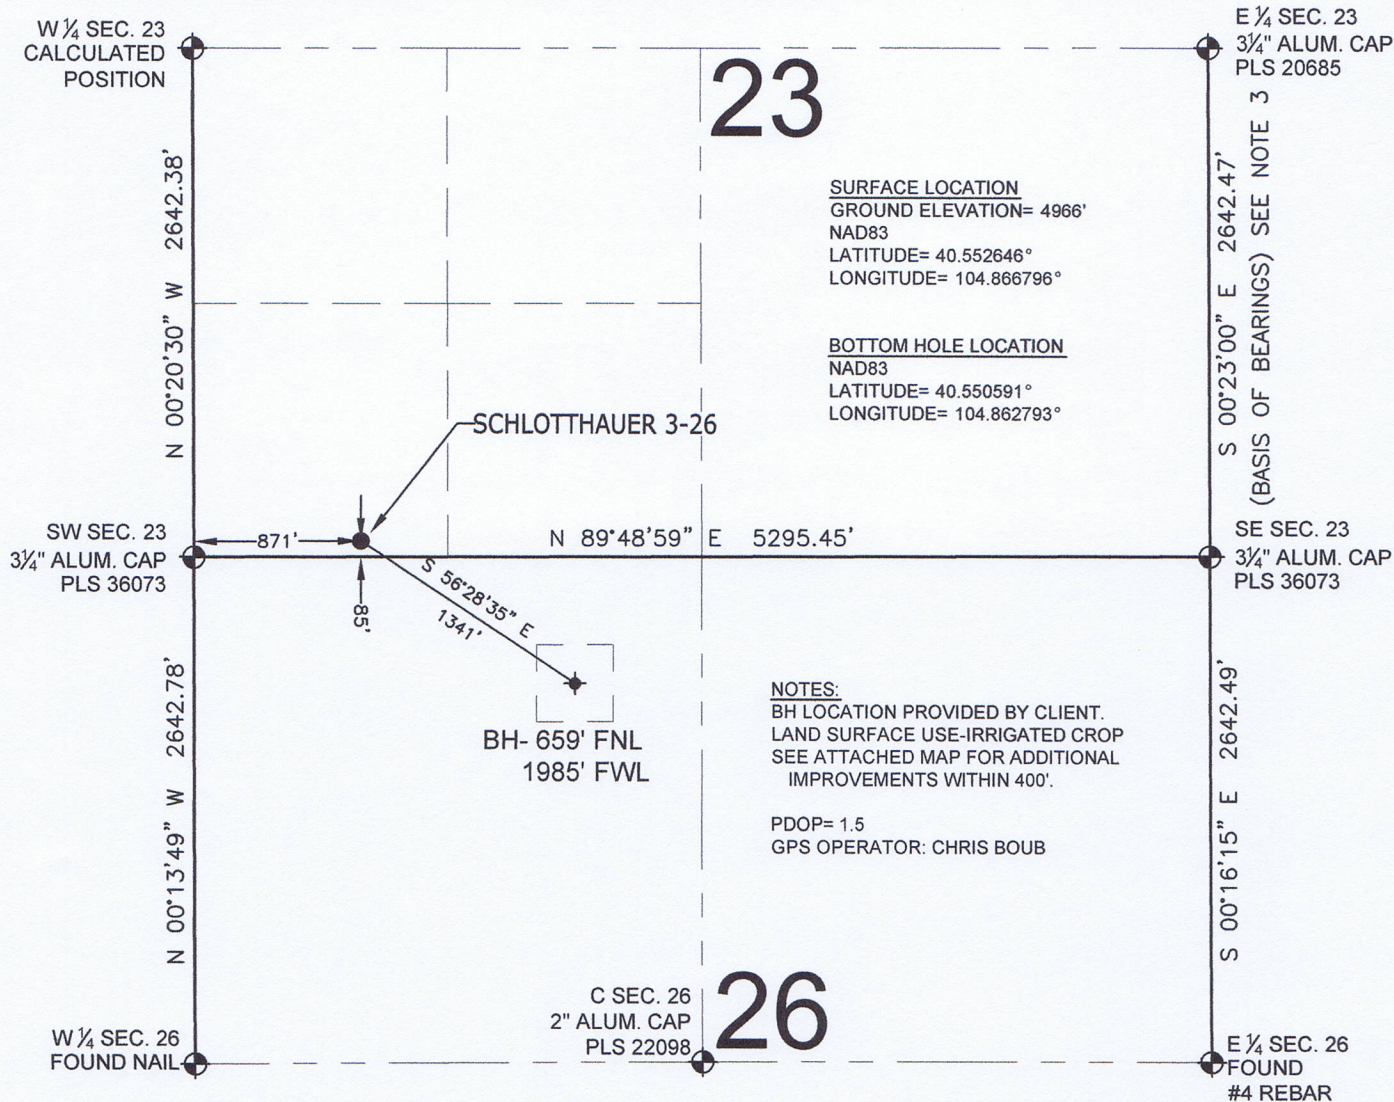 W ¼ SEC. 23
CALCULATED
POSITION
E ¼ SEC. 23
3¼" ALUM. CAP
PLS 20685
23
N 00°20'30" W 2642.38'
S 00°23'00" E 2642.47'
(BASIS OF BEARINGS) SEE NOTE 3
SURFACE LOCATION
GROUND ELEVATION= 4966'
NAD83
LATITUDE= 40.552646°
LONGITUDE= 104.866796°
BOTTOM HOLE LOCATION
NAD83
LATITUDE= 40.550591°
LONGITUDE= 104.862793°
SCHLOTTHAUER 3-26
SW SEC. 23
3¼" ALUM. CAP
PLS 36073
871'
N 89°48'59" E 5295.45'
SE SEC. 23
3¼" ALUM. CAP
PLS 36073
85'
S 56°28'35" E
1341'
BH- 659' FNL
1985' FWL
N 00°13'49" W 2642.78'
S 00°16'15" E 2642.49'
NOTES:
BH LOCATION PROVIDED BY CLIENT.
LAND SURFACE USE-IRRIGATED CROP
SEE ATTACHED MAP FOR ADDITIONAL
IMPROVEMENTS WITHIN 400'.
PDOP= 1.5
GPS OPERATOR: CHRIS BOUB
C SEC. 26
2" ALUM. CAP
PLS 22098
26
W ¼ SEC. 26
FOUND NAIL
E ¼ SEC. 26
FOUND
#4 REBAR